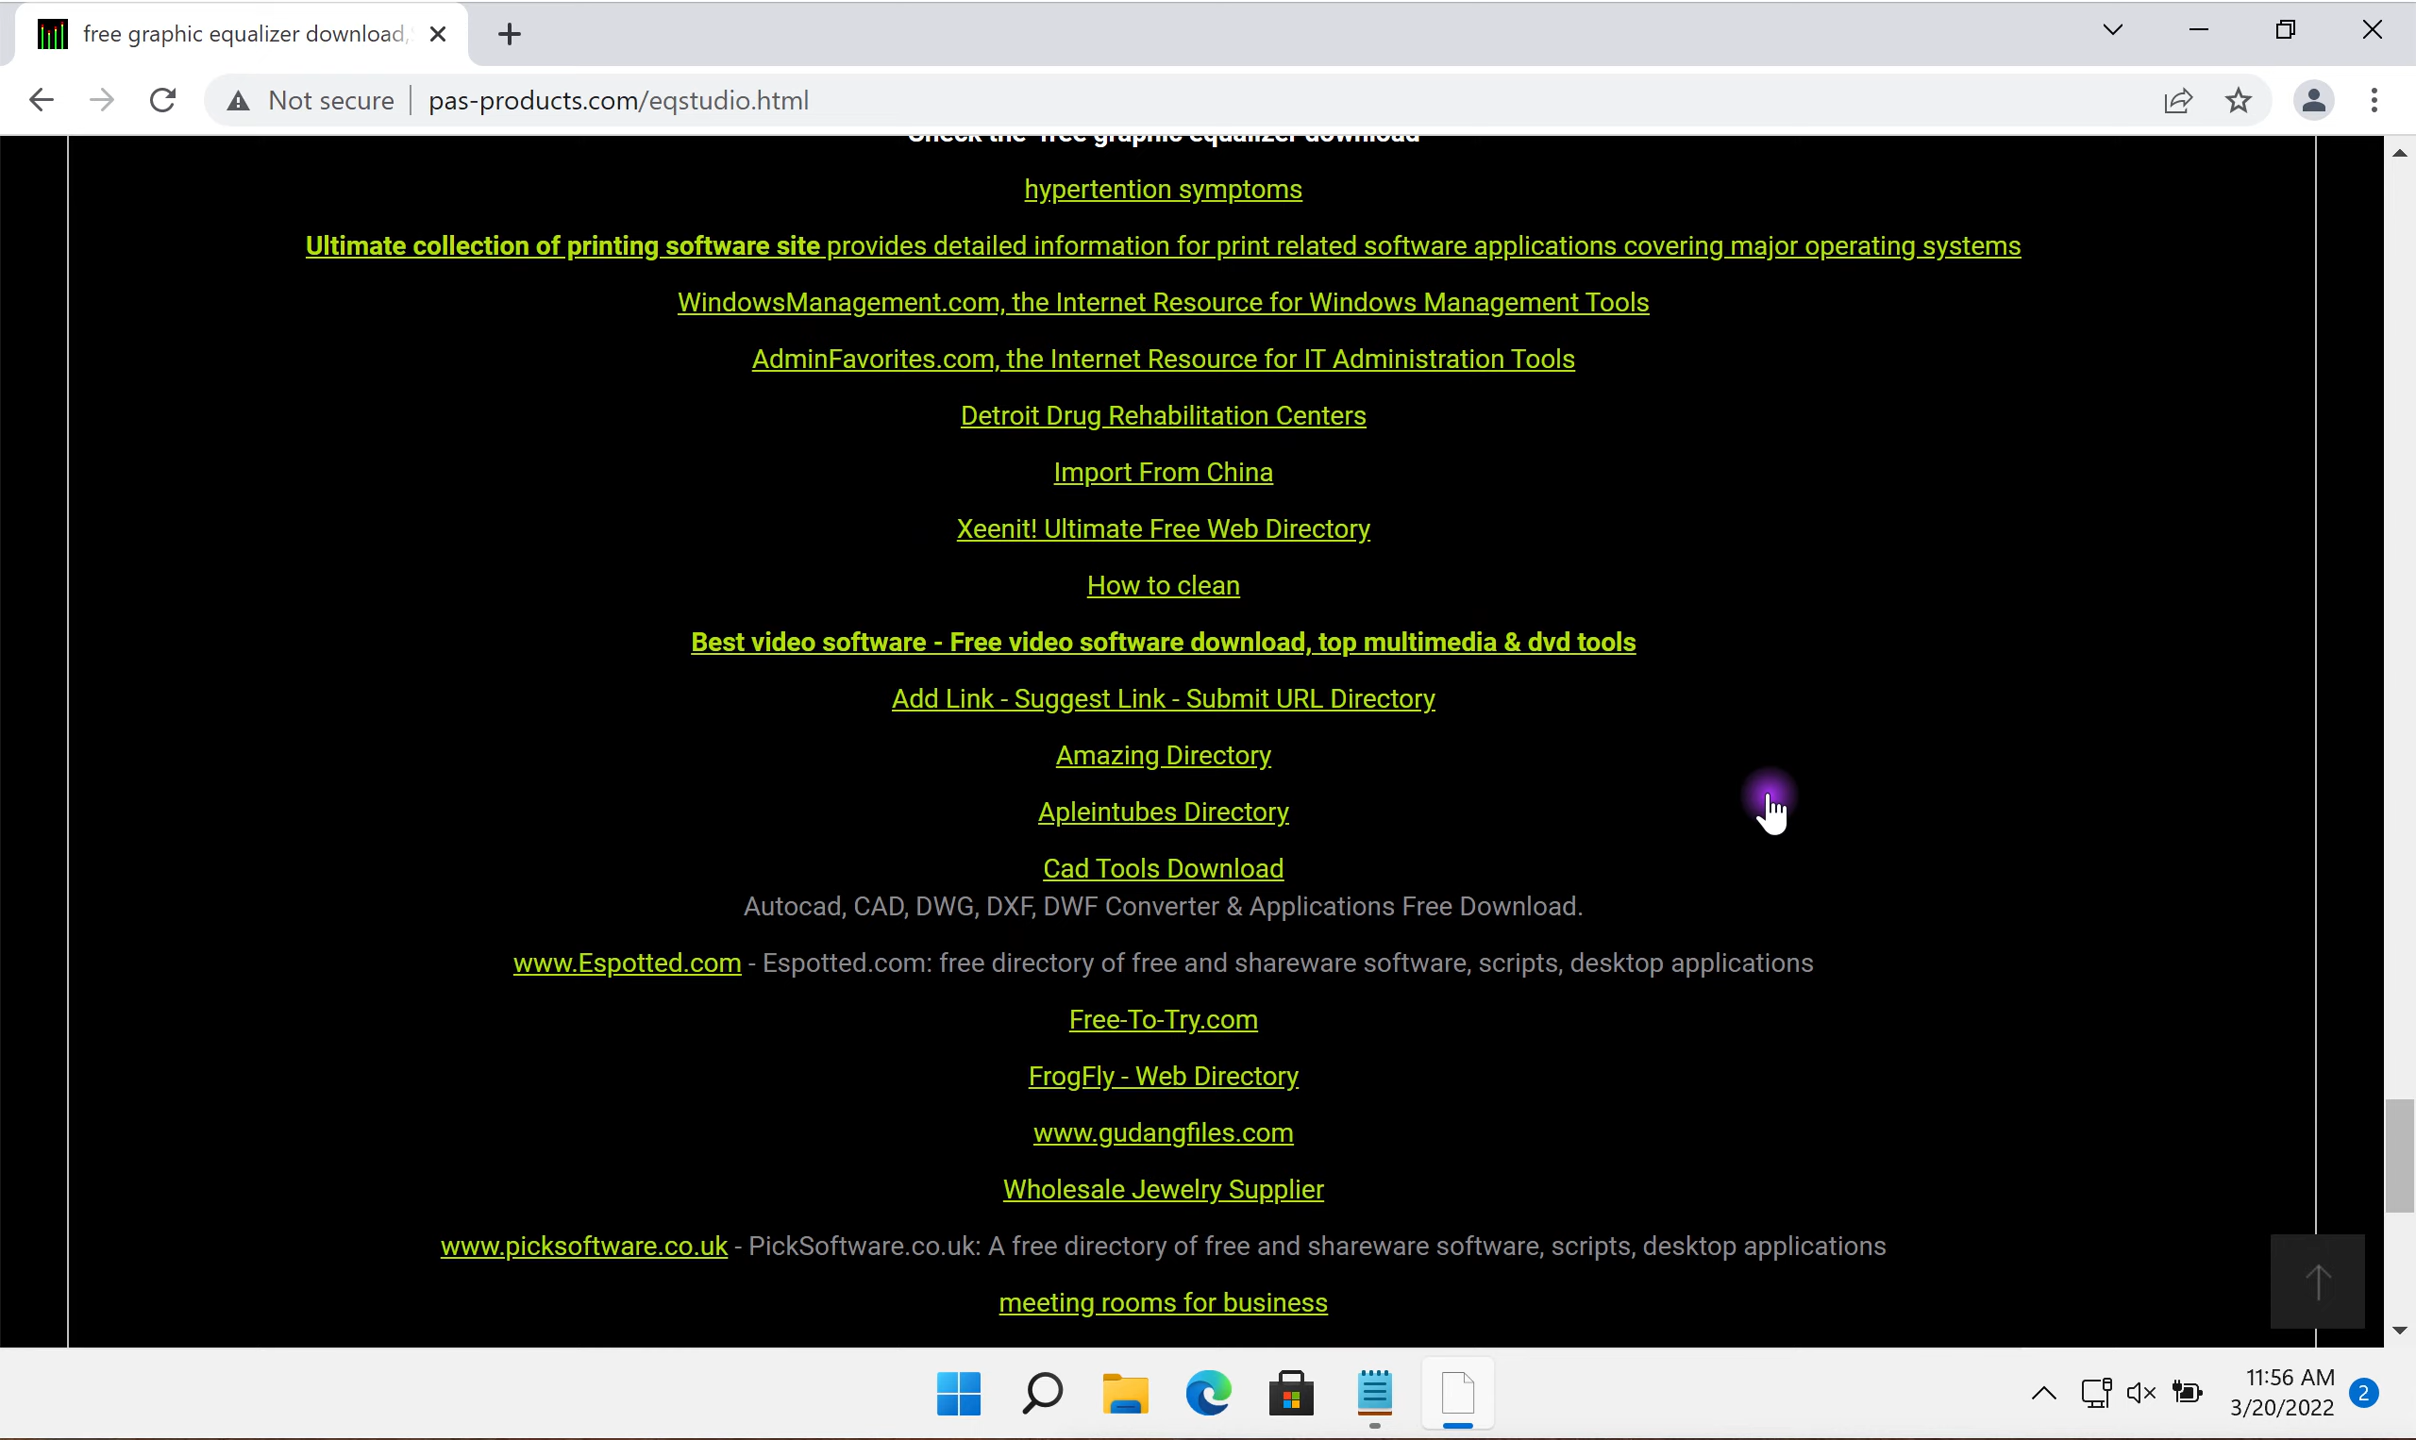 free graphic equalizer download,
Not secure
pas-products.com/eqstudio.html
Check the "free graphic equalizer download"
hypertention symptoms
Ultimate collection of printing software site provides detailed information for print related software applications covering major operating systems
WindowsManagement.com, the Internet Resource for Windows Management Tools
AdminFavorites.com, the Internet Resource for IT Administration Tools
Detroit Drug Rehabilitation Centers
Import From China
Xeenit! Ultimate Free Web Directory
How to clean
Best video software - Free video software download, top multimedia & dvd tools
Add Link - Suggest Link - Submit URL Directory
Amazing Directory
Apleintubes Directory
Cad Tools Download
Autocad, CAD, DWG, DXF, DWF Converter & Applications Free Download.
www.Espotted.com - Espotted.com: free directory of free and shareware software, scripts, desktop applications
Free-To-Try.com
FrogFly - Web Directory
www.gudangfiles.com
Wholesale Jewelry Supplier
www.picksoftware.co.uk - PickSoftware.co.uk: A free directory of free and shareware software, scripts, desktop applications
meeting rooms for business
11:56 AM
3/20/2022
2